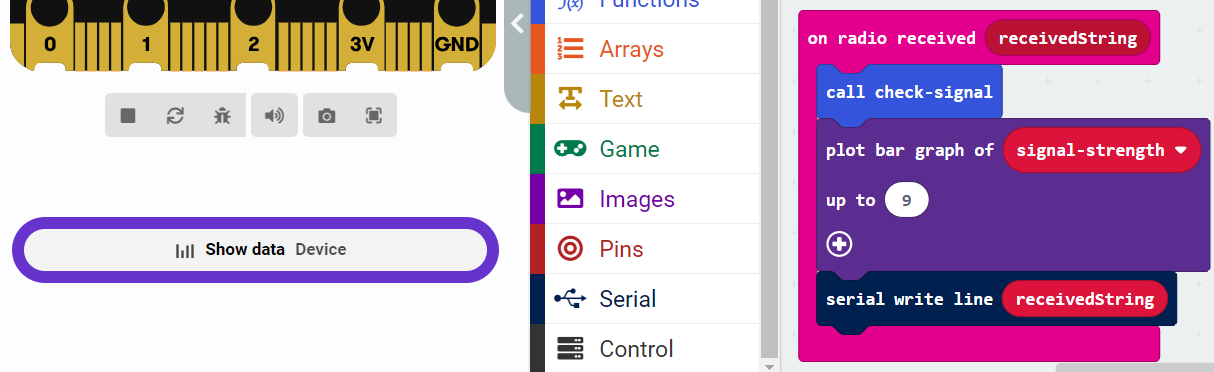 0 1 2 3V GND
Show data Device
Functions
Arrays
Text
Game
Images
Pins
Serial
Control
on radio received receivedString
call check-signal
plot bar graph of signal-strength
up to 9
serial write line receivedString